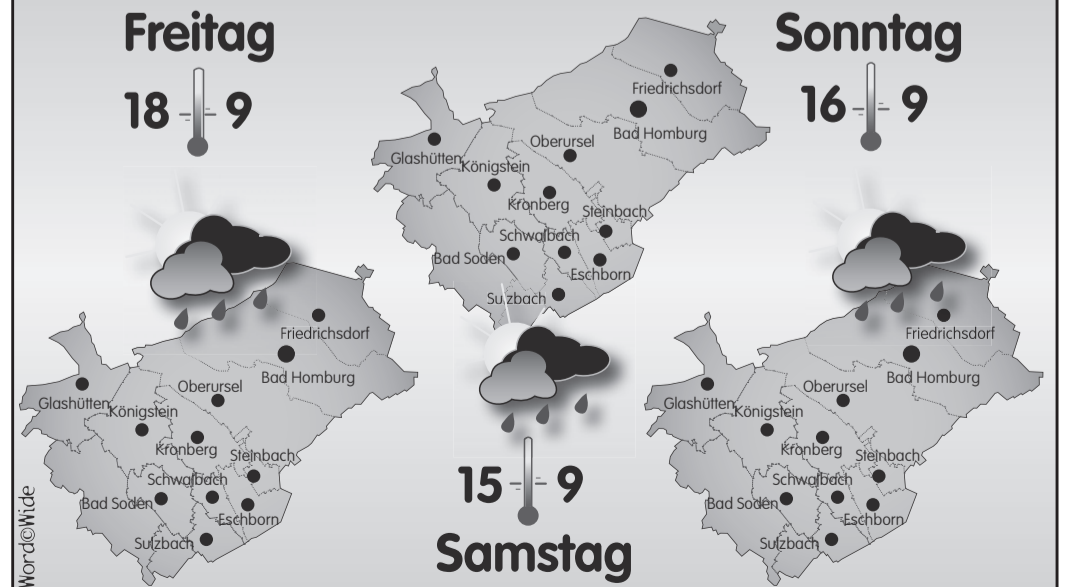 Freitag
18 9
Friedrichsdorf
Bad Homburg
Oberursel
Glashütten
Königstein
Kronberg
Steinbach
Schwalbach
Bad Soden
Eschborn
Sulzbach
Friedrichsdorf
Bad Homburg
Oberursel
Glashütten
Königstein
Kronberg
Steinbach
Schwalbach
Bad Soden
Eschborn
Sulzbach
15 9
Samstag
Sonntag
16 9
Friedrichsdorf
Bad Homburg
Oberursel
Glashütten
Königstein
Kronberg
Steinbach
Schwalbach
Bad Soden
Eschborn
Sulzbach
Word©Wide